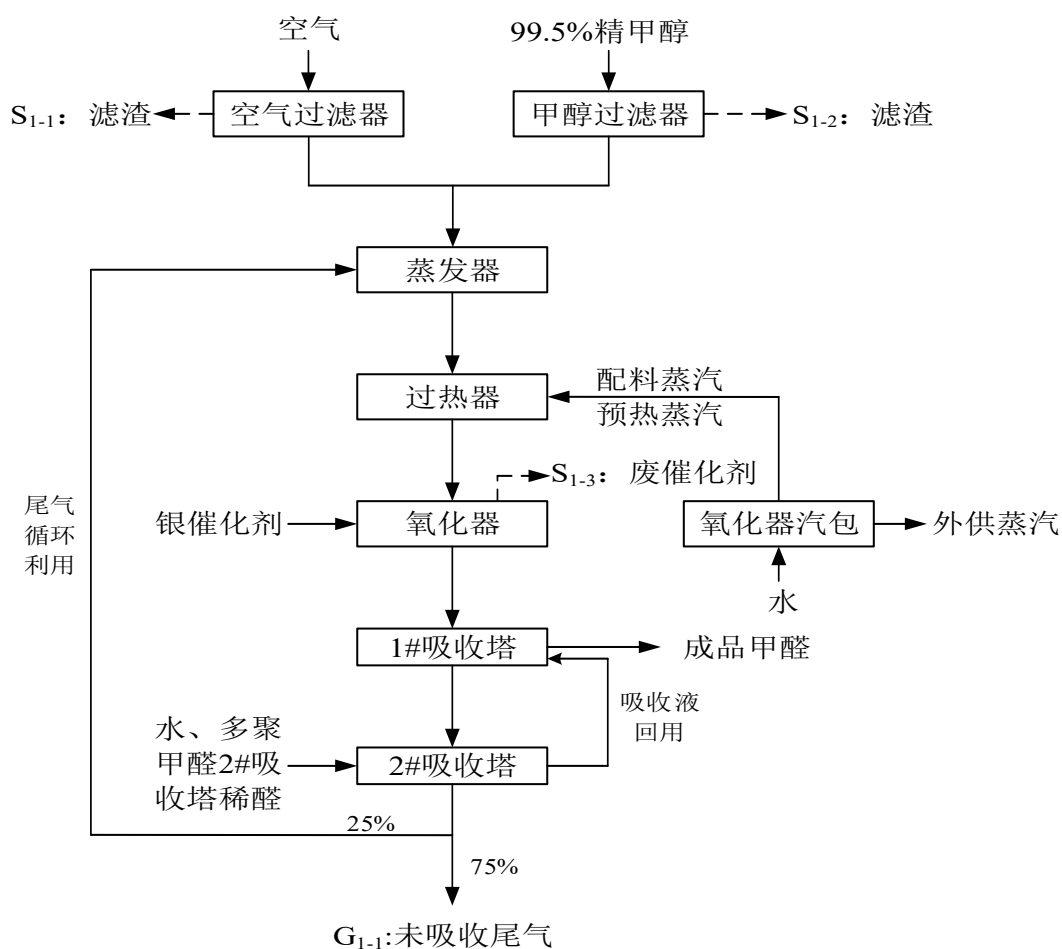 空气
99.5%精甲醇
S1-1： 滤渣
空气过滤器
甲醇过滤器
S1-2： 滤渣
蒸发器
过热器
配料蒸汽
预热蒸汽
S1-3： 废催化剂
尾气
循环
利用
银催化剂
氧化器
氧化器汽包
外供蒸汽
水
1#吸收塔
成品甲醛
吸收液
回用
水、多聚
甲醛2#吸
收塔稀醛
2#吸收塔
25%
75%
G1-1:未吸收尾气